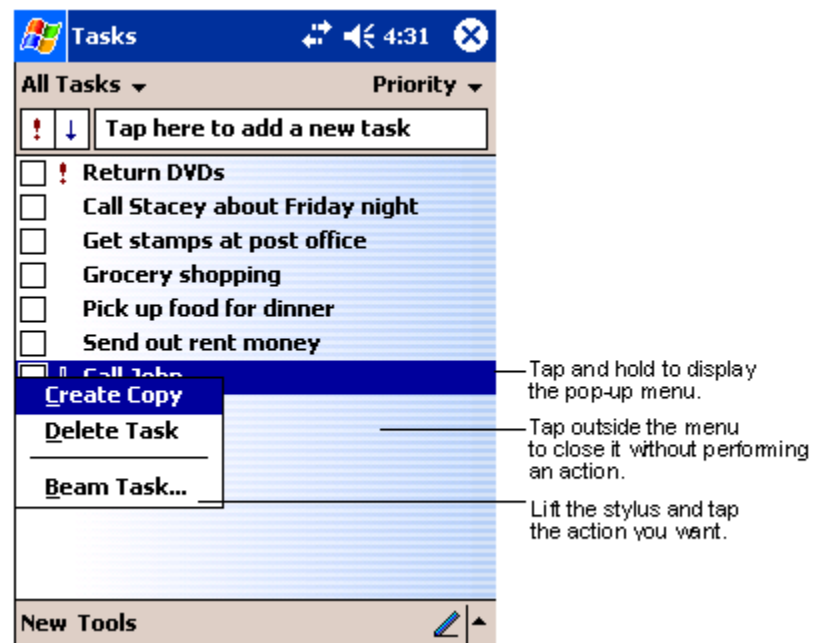 Tasks 4:31
All Tasks Priority
! ↓ Tap here to add a new task
! Return DVDs
Call Stacey about Friday night
Get stamps at post office
Grocery shopping
Pick up food for dinner
Send out rent money
Call John
Create Copy
Delete Task
Beam Task...
Tap and hold to display
the pop-up menu.
Tap outside the menu
to close it without performing
an action.
Lift the stylus and tap
the action you want.
New Tools